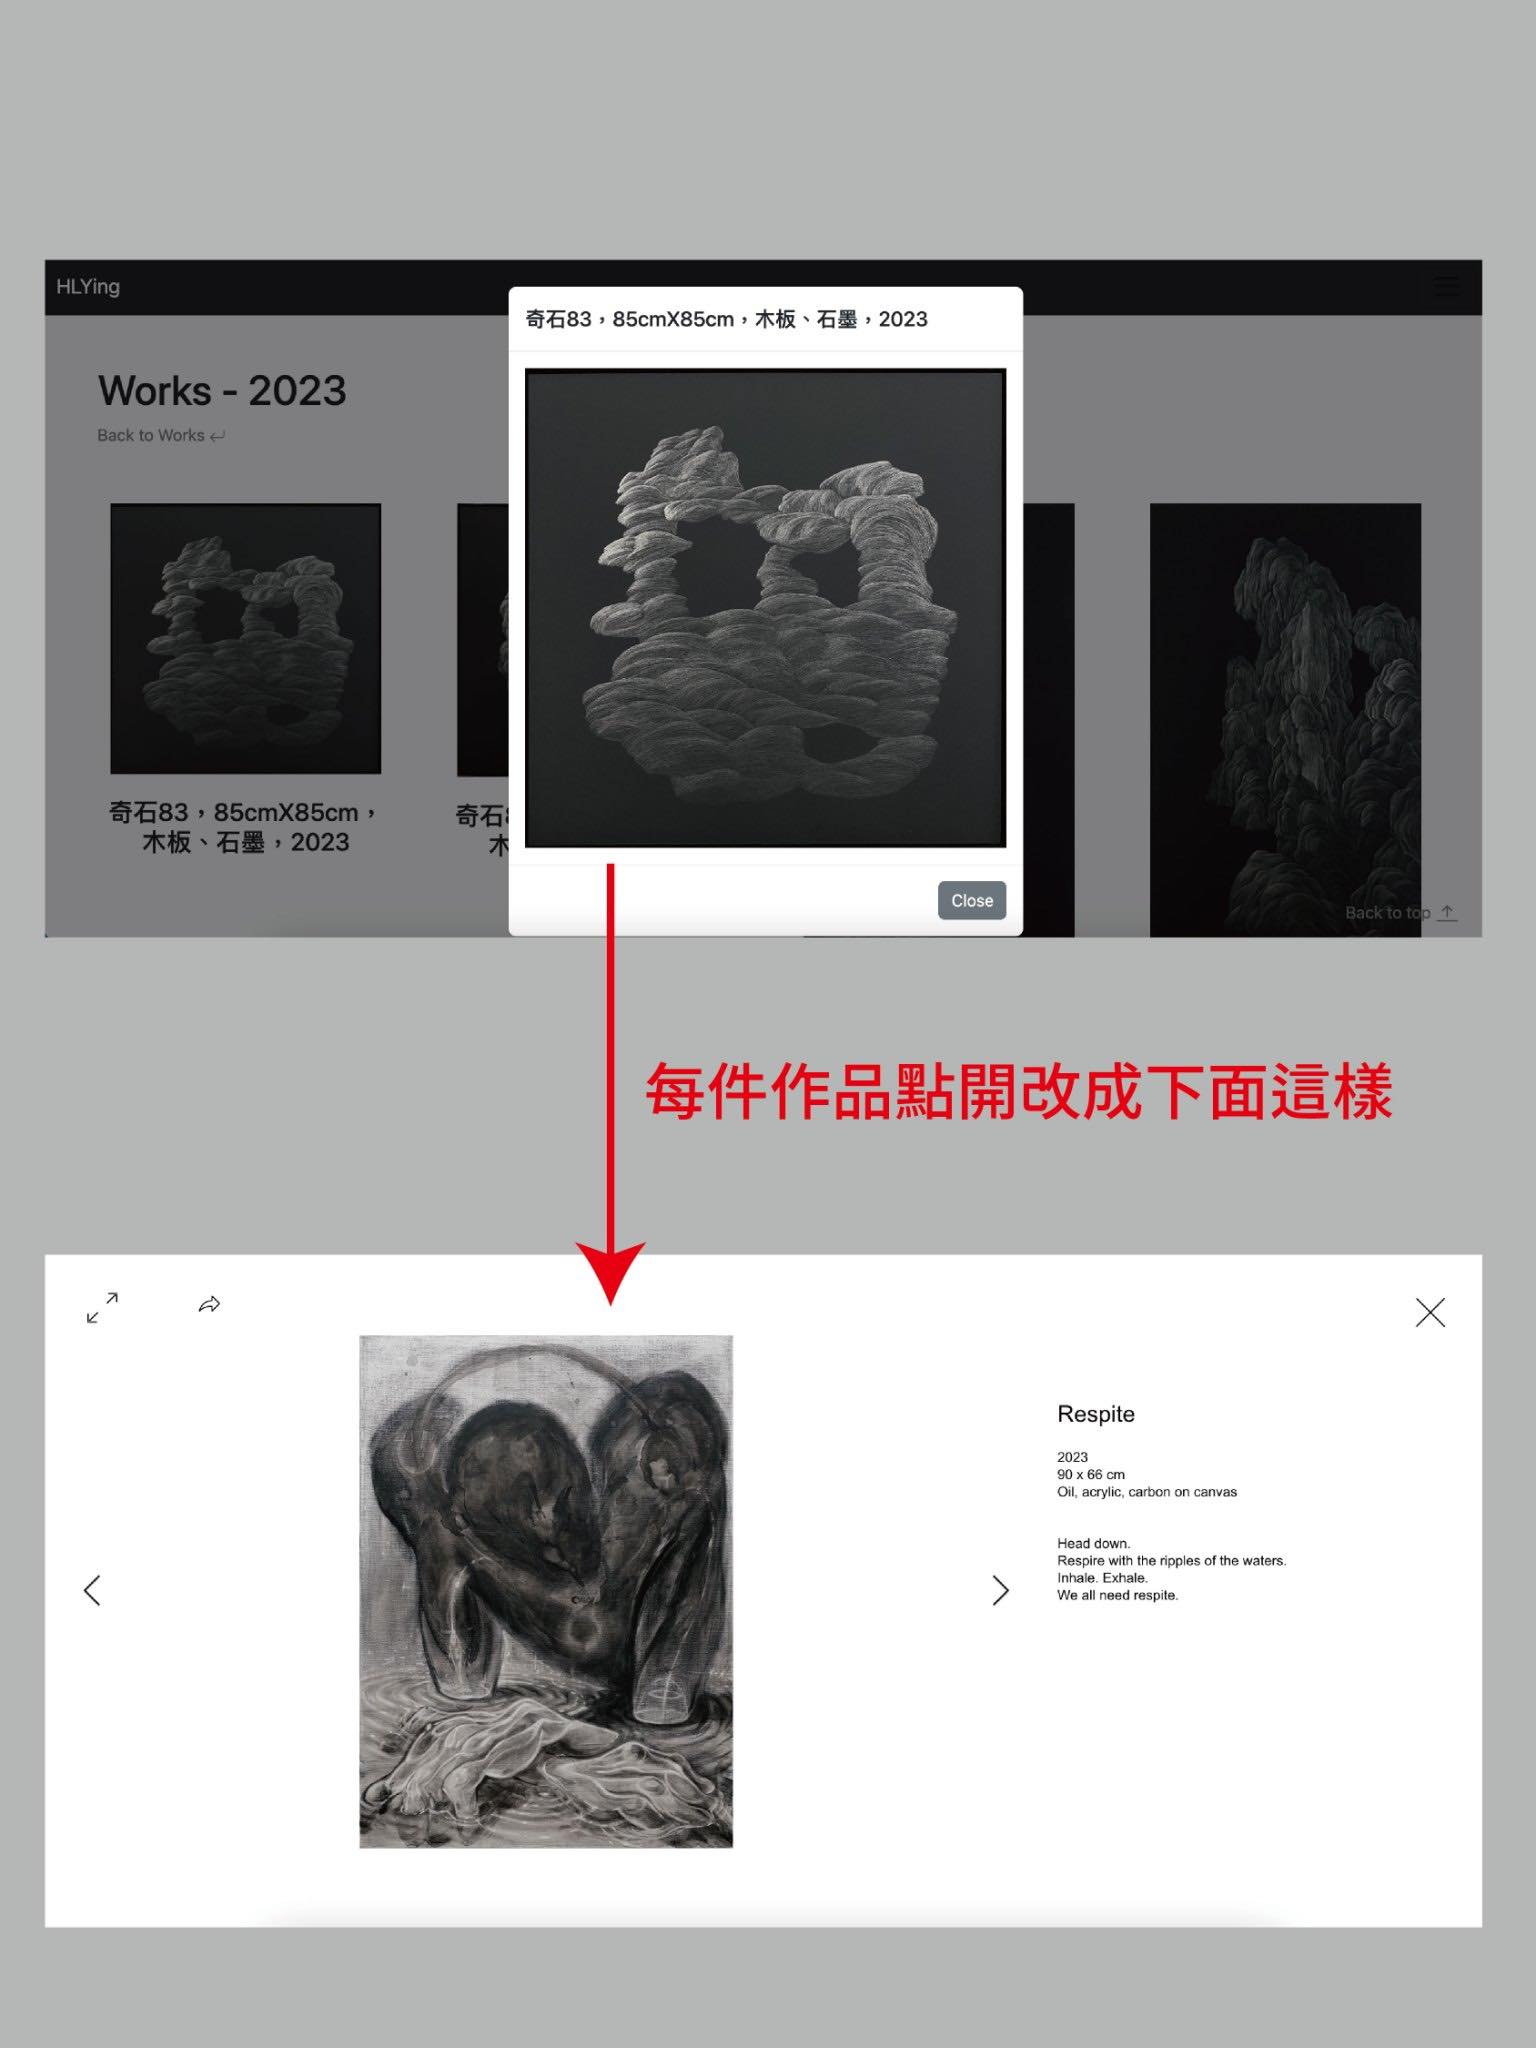 HLYing
奇石83，85cmX85cm，木板、石墨，2023
Works - 2023
Back to Works
奇石83，85cmX85cm，
木板、石墨，2023
奇石
木
Close
Back to top
每件作品點開改成下面這樣
Respite
2023
90 x 66 cm
Oil, acrylic, carbon on canvas
Head down.
Respire with the ripples of the waters.
Inhale. Exhale.
We all need respite.